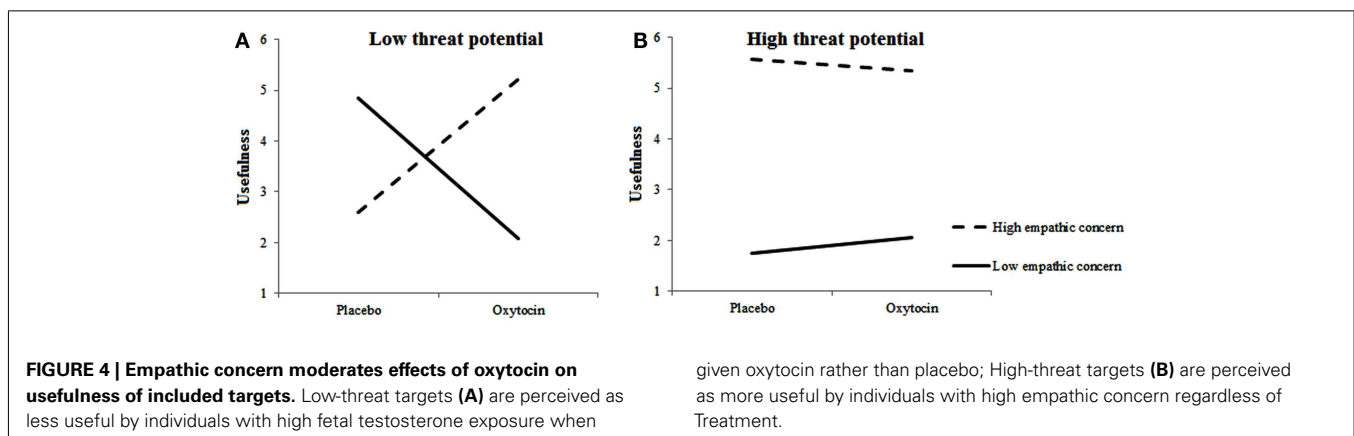 A
Low threat potential
6
5
4
3
2
1
Usefulness
Placebo
Oxytocin
B
High threat potential
6
5
4
3
2
1
Usefulness
Placebo
Oxytocin
High empathic concern
Low empathic concern
FIGURE 4 | Empathic concern moderates effects of oxytocin on
usefulness of included targets. Low-threat targets (A) are perceived as
less useful by individuals with high fetal testosterone exposure when
given oxytocin rather than placebo; High-threat targets (B) are perceived
as more useful by individuals with high empathic concern regardless of
Treatment.